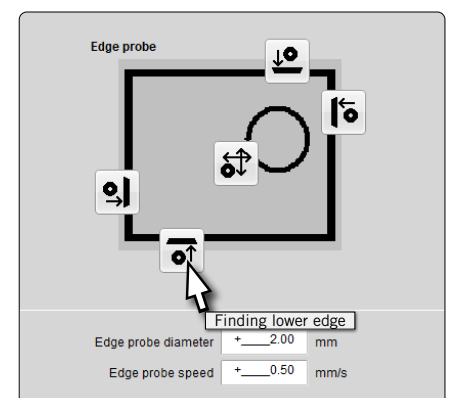 Edge probe
Finding lower edge
Edge probe diameter +____2.00 mm
Edge probe speed +____0.50 mm/s